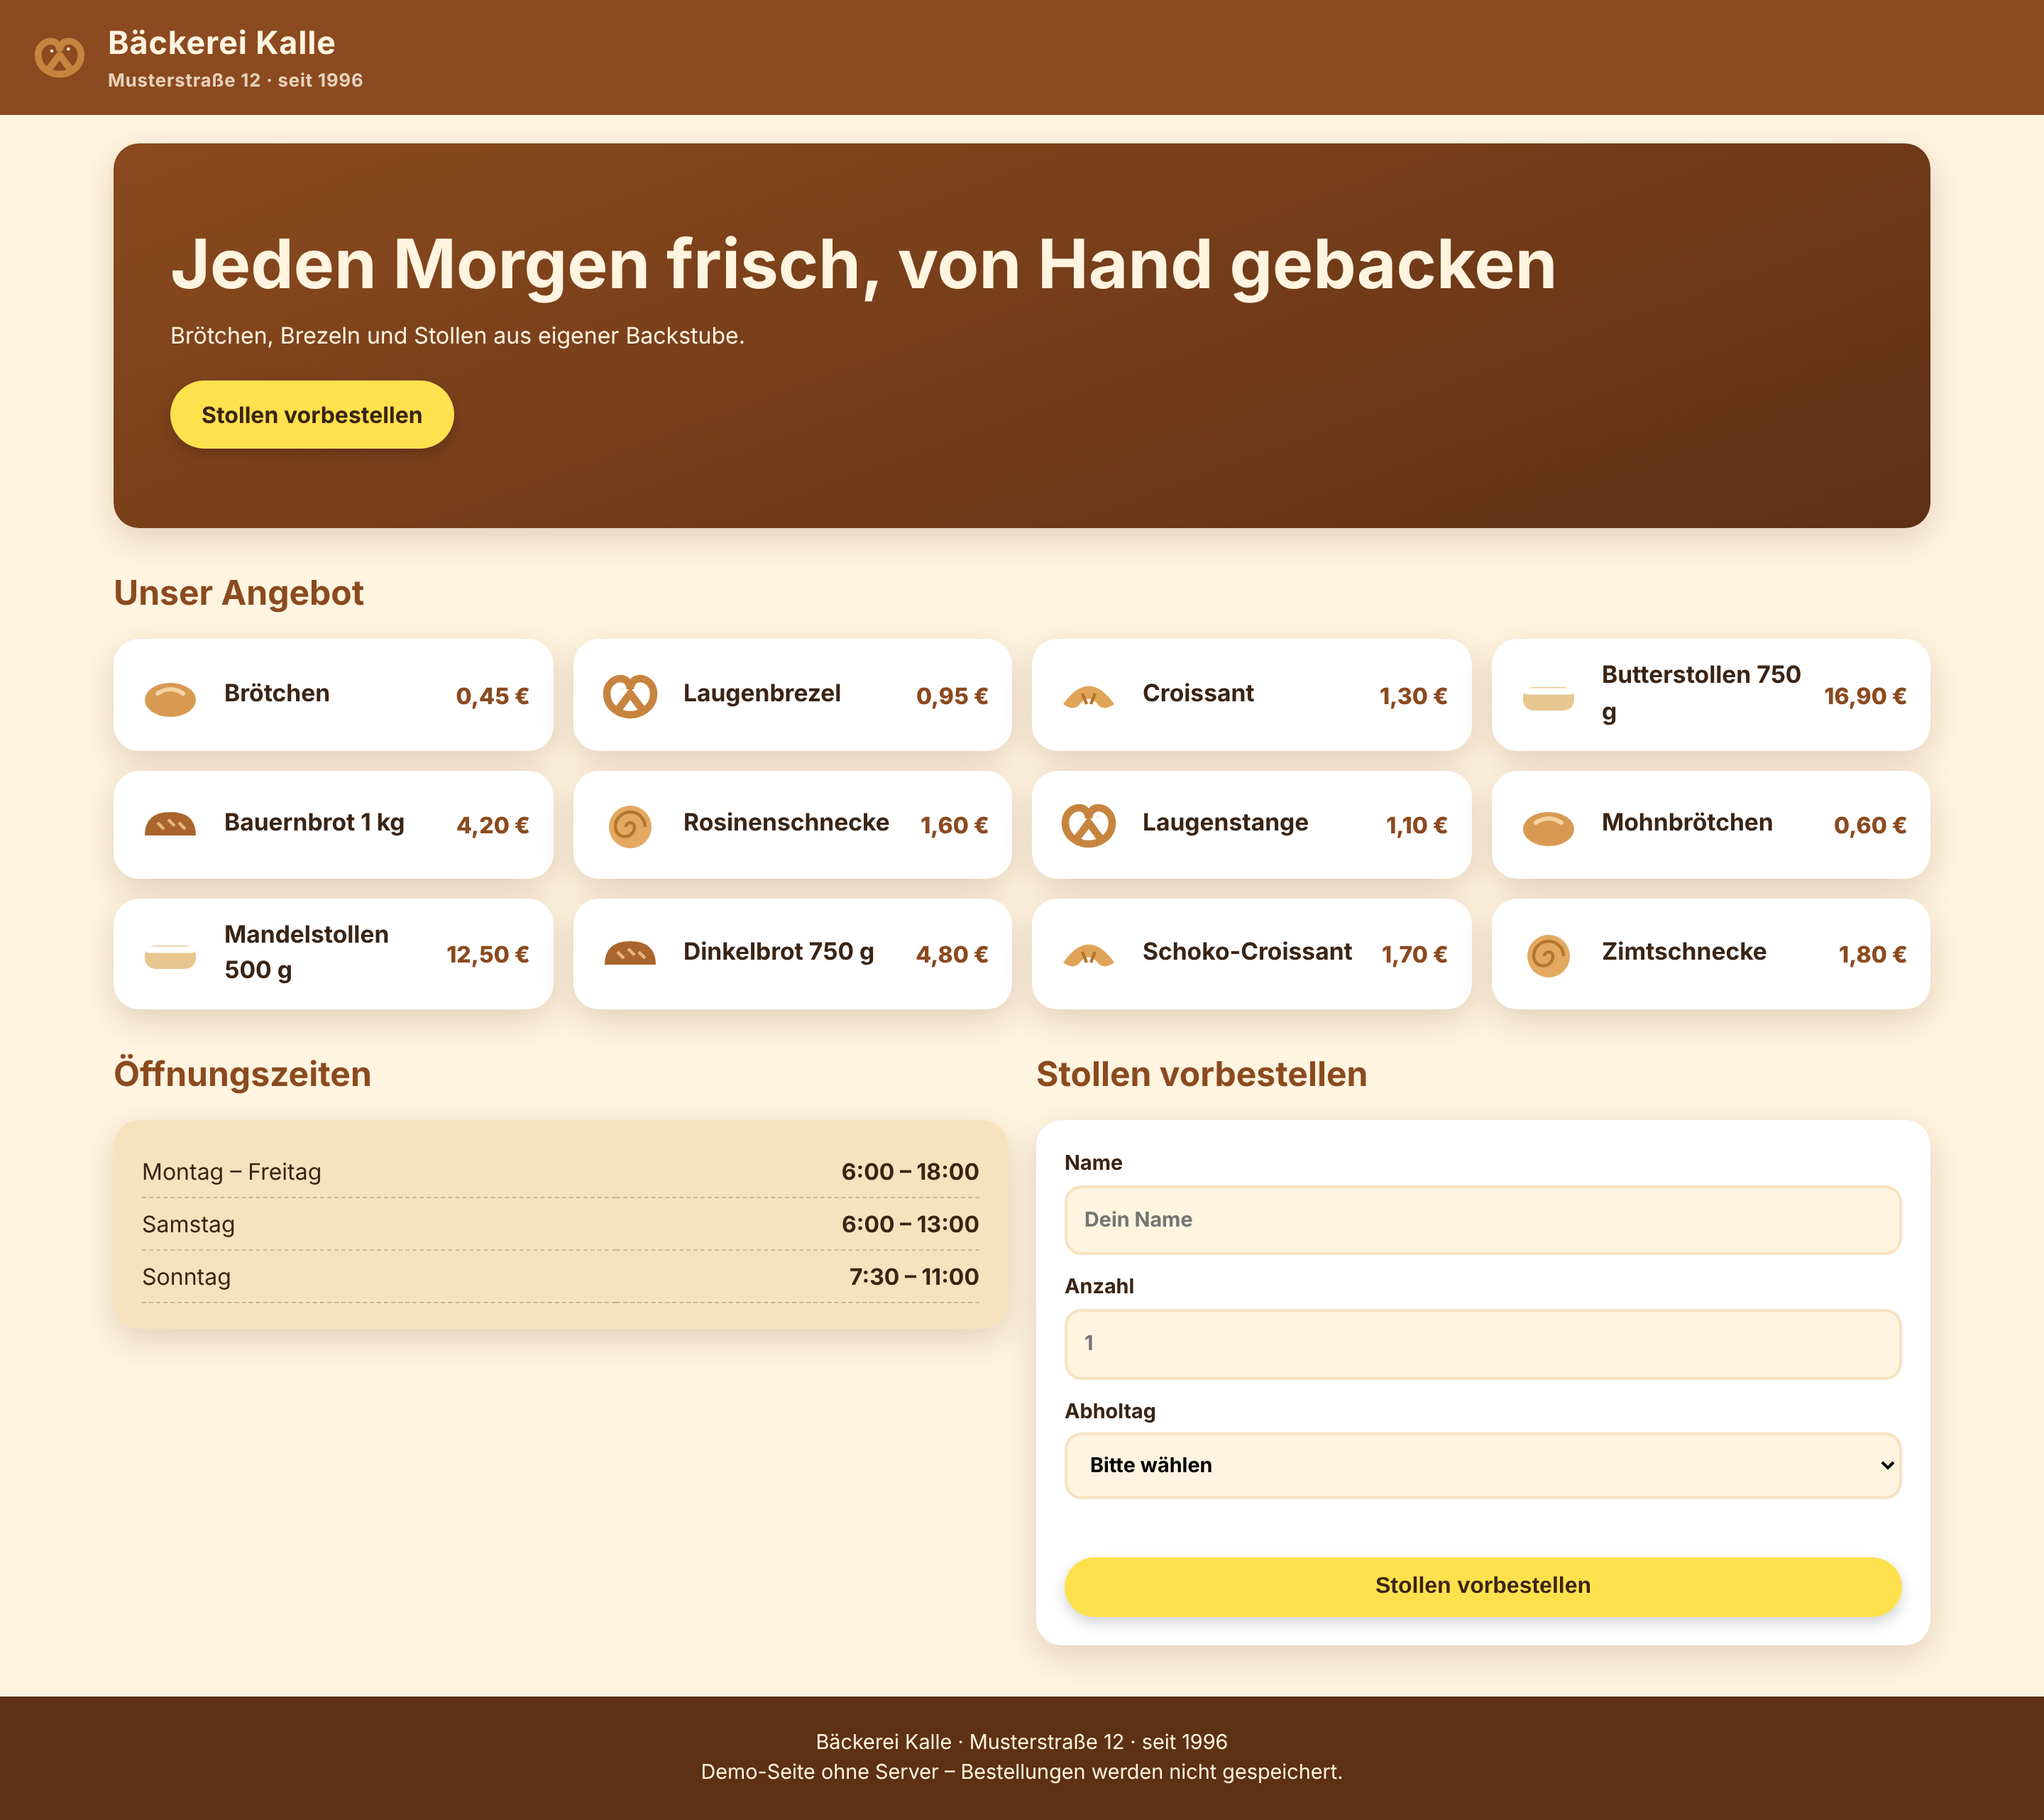 Bäckerei Kalle
Musterstraße 12 · seit 1996
Jeden Morgen frisch, von Hand gebacken
Brötchen, Brezeln und Stollen aus eigener Backstube.
Stollen vorbestellen
Unser Angebot
Brötchen
0,45 €
Laugenbrezel
0,95 €
Croissant
1,30 €
Butterstollen 750
g
16,90 €
Bauernbrot 1 kg
4,20 €
Rosinenschnecke
1,60 €
Laugenstange
1,10 €
Mohnbrötchen
0,60 €
Mandelstollen
500 g
12,50 €
Dinkelbrot 750 g
4,80 €
Schoko-Croissant
1,70 €
Zimtschnecke
1,80 €
Öffnungszeiten
Montag – Freitag
6:00 – 18:00
Samstag
6:00 – 13:00
Sonntag
7:30 – 11:00
Stollen vorbestellen
Name
Dein Name
Anzahl
1
Abholtag
Bitte wählen
Stollen vorbestellen
Bäckerei Kalle · Musterstraße 12 · seit 1996
Demo-Seite ohne Server – Bestellungen werden nicht gespeichert.